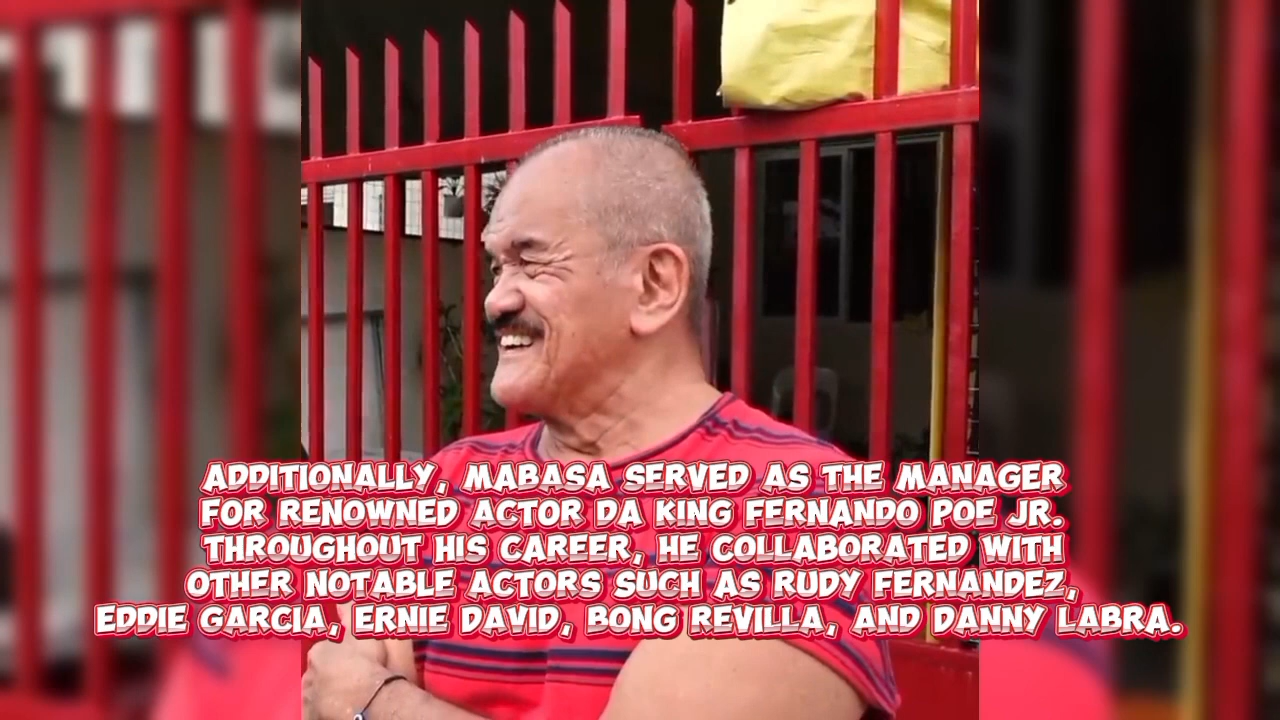 ADDITIONALLY, MABASA SERVED AS THE MANAGER
FOR RENOWNED ACTOR DA KING FERNANDO POE JR.
THROUGHOUT HIS CAREER, HE COLLABORATED WITH
OTHER NOTABLE ACTORS SUCH AS RUDY FERNANDEZ,
EDDIE GARCIA, ERNIE DAVID, BONG REVILLA, AND DANNY LABRA.